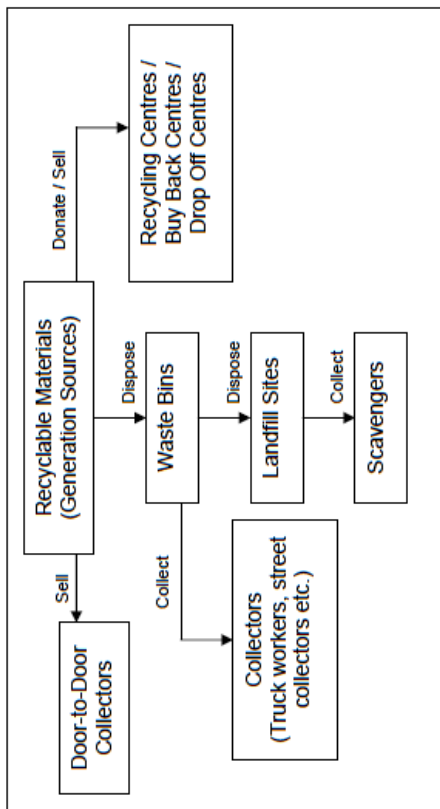 Recyclable Materials
(Generation Sources)
Sell
Door-to-Door
Collectors
Donate / Sell
Recycling Centres /
Buy Back Centres /
Drop Off Centres
Dispose
Waste Bins
Collect
Collectors
(Truck workers, street
collectors etc.)
Dispose
Landfill Sites
Collect
Scavengers